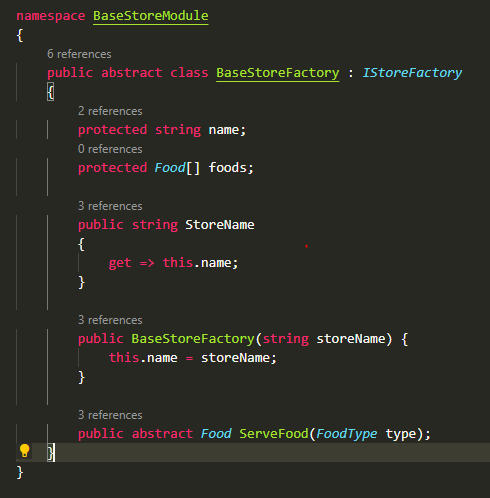 namespace BaseStoreModule
{
6 references
public abstract class BaseStoreFactory : IStoreFactory
{
2 references
protected string name;
0 references
protected Food[] foods;
3 references
public string StoreName
{
get => this.name;
}
3 references
public BaseStoreFactory(string storeName) {
this.name = storeName;
}
3 references
public abstract Food ServeFood(FoodType type);
}
}